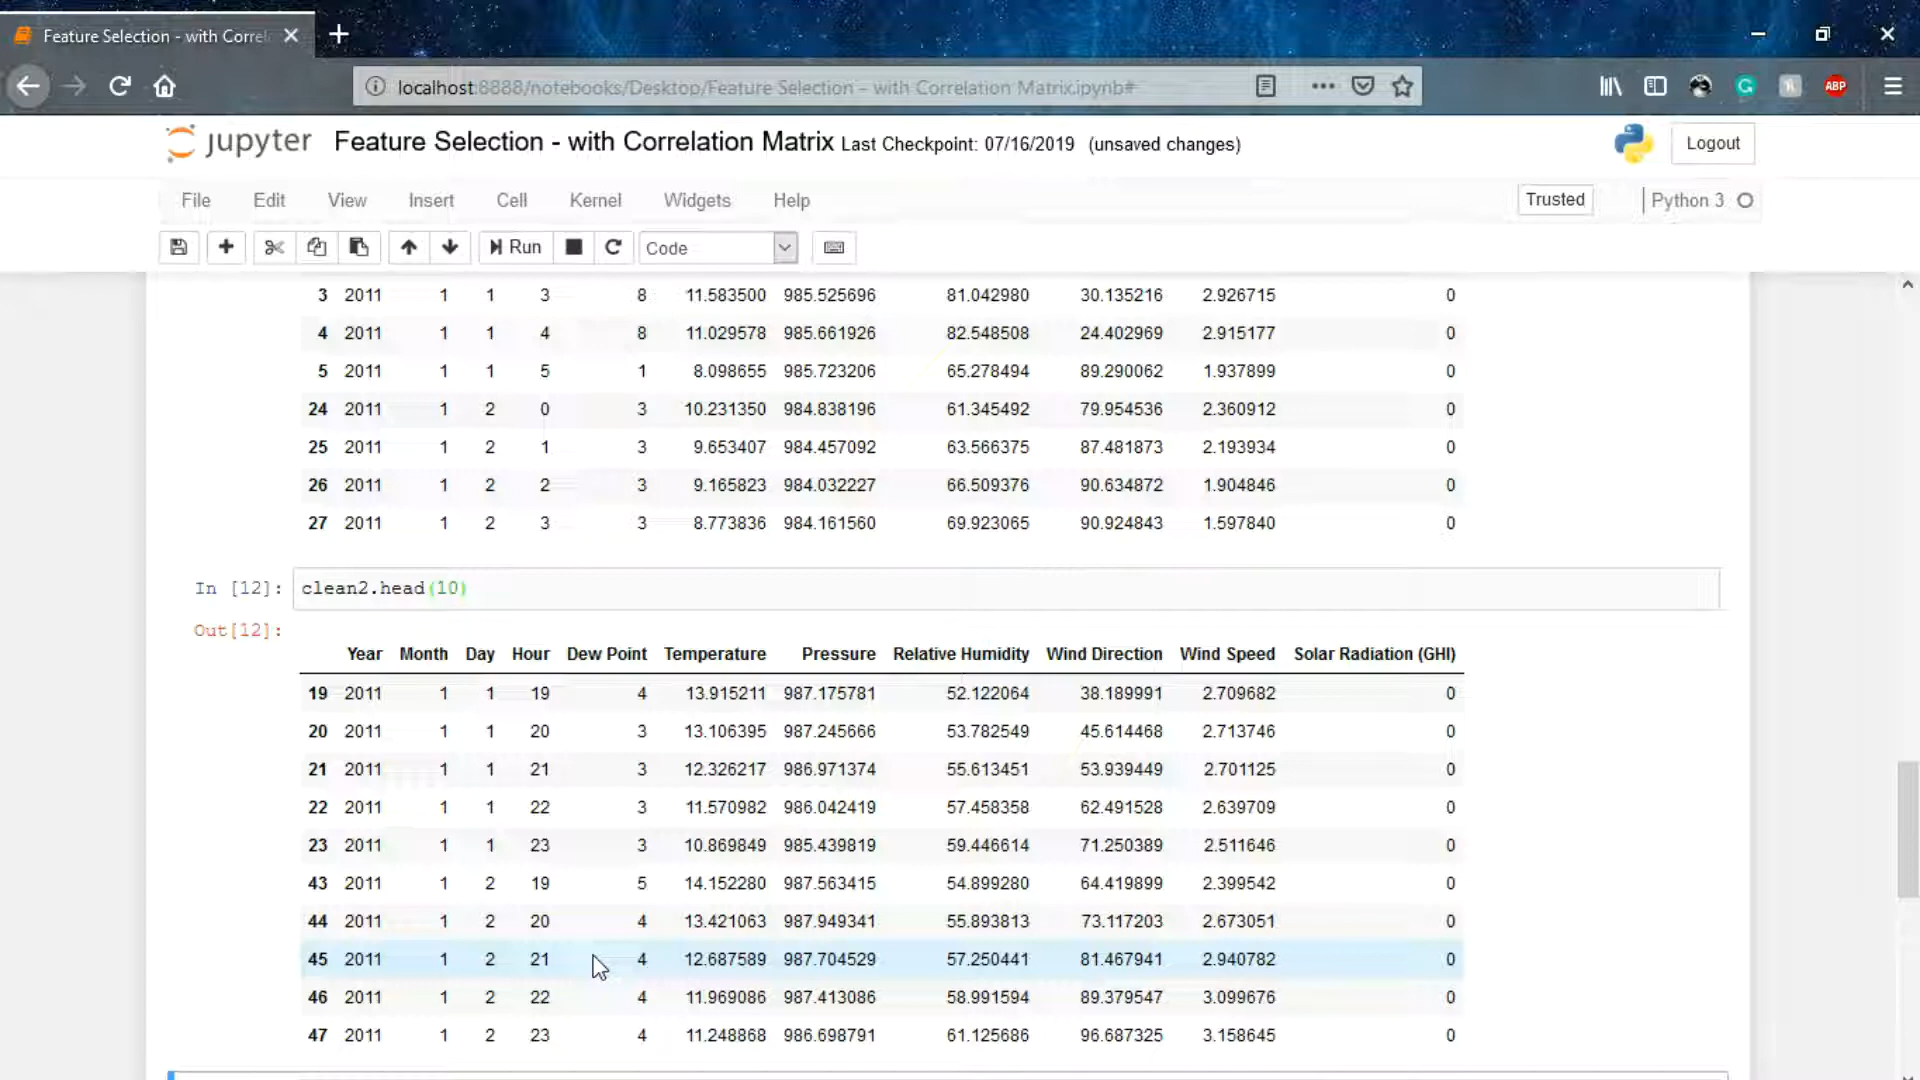 Feature Selection - with Correl
localhost:8888/notebooks/Desktop/Feature Selection - with Correlation Matrix.ipynb#
ABP
jupyter Feature Selection - with Correlation Matrix Last Checkpoint: 07/16/2019 (unsaved changes)
Logout
File Edit View Insert Cell Kernel Widgets Help
Trusted Python 3
Run Code
3 2011 1 1 3 8 11.583500 985.525696 81.042980 30.135216 2.926715 0
4 2011 1 1 4 8 11.029578 985.661926 82.548508 24.402969 2.915177 0
5 2011 1 1 5 1 8.098655 985.723206 65.278494 89.290062 1.937899 0
24 2011 1 2 0 3 10.231350 984.838196 61.345492 79.954536 2.360912 0
25 2011 1 2 1 3 9.653407 984.457092 63.566375 87.481873 2.193934 0
26 2011 1 2 2 3 9.165823 984.032227 66.509376 90.634872 1.904846 0
27 2011 1 2 3 3 8.773836 984.161560 69.923065 90.924843 1.597840 0
In [12]: clean2.head(10)
Out[12]:
Year Month Day Hour Dew Point Temperature Pressure Relative Humidity Wind Direction Wind Speed Solar Radiation (GHI)
19 2011 1 1 19 4 13.915211 987.175781 52.122064 38.189991 2.709682 0
20 2011 1 1 20 3 13.106395 987.245666 53.782549 45.614468 2.713746 0
21 2011 1 1 21 3 12.326217 986.971374 55.613451 53.939449 2.701125 0
22 2011 1 1 22 3 11.570982 986.042419 57.458358 62.491528 2.639709 0
23 2011 1 1 23 3 10.869849 985.439819 59.446614 71.250389 2.511646 0
43 2011 1 2 19 5 14.152280 987.563415 54.899280 64.419899 2.399542 0
44 2011 1 2 20 4 13.421063 987.949341 55.893813 73.117203 2.673051 0
45 2011 1 2 21 4 12.687589 987.704529 57.250441 81.467941 2.940782 0
46 2011 1 2 22 4 11.969086 987.413086 58.991594 89.379547 3.099676 0
47 2011 1 2 23 4 11.248868 986.698791 61.125686 96.687325 3.158645 0